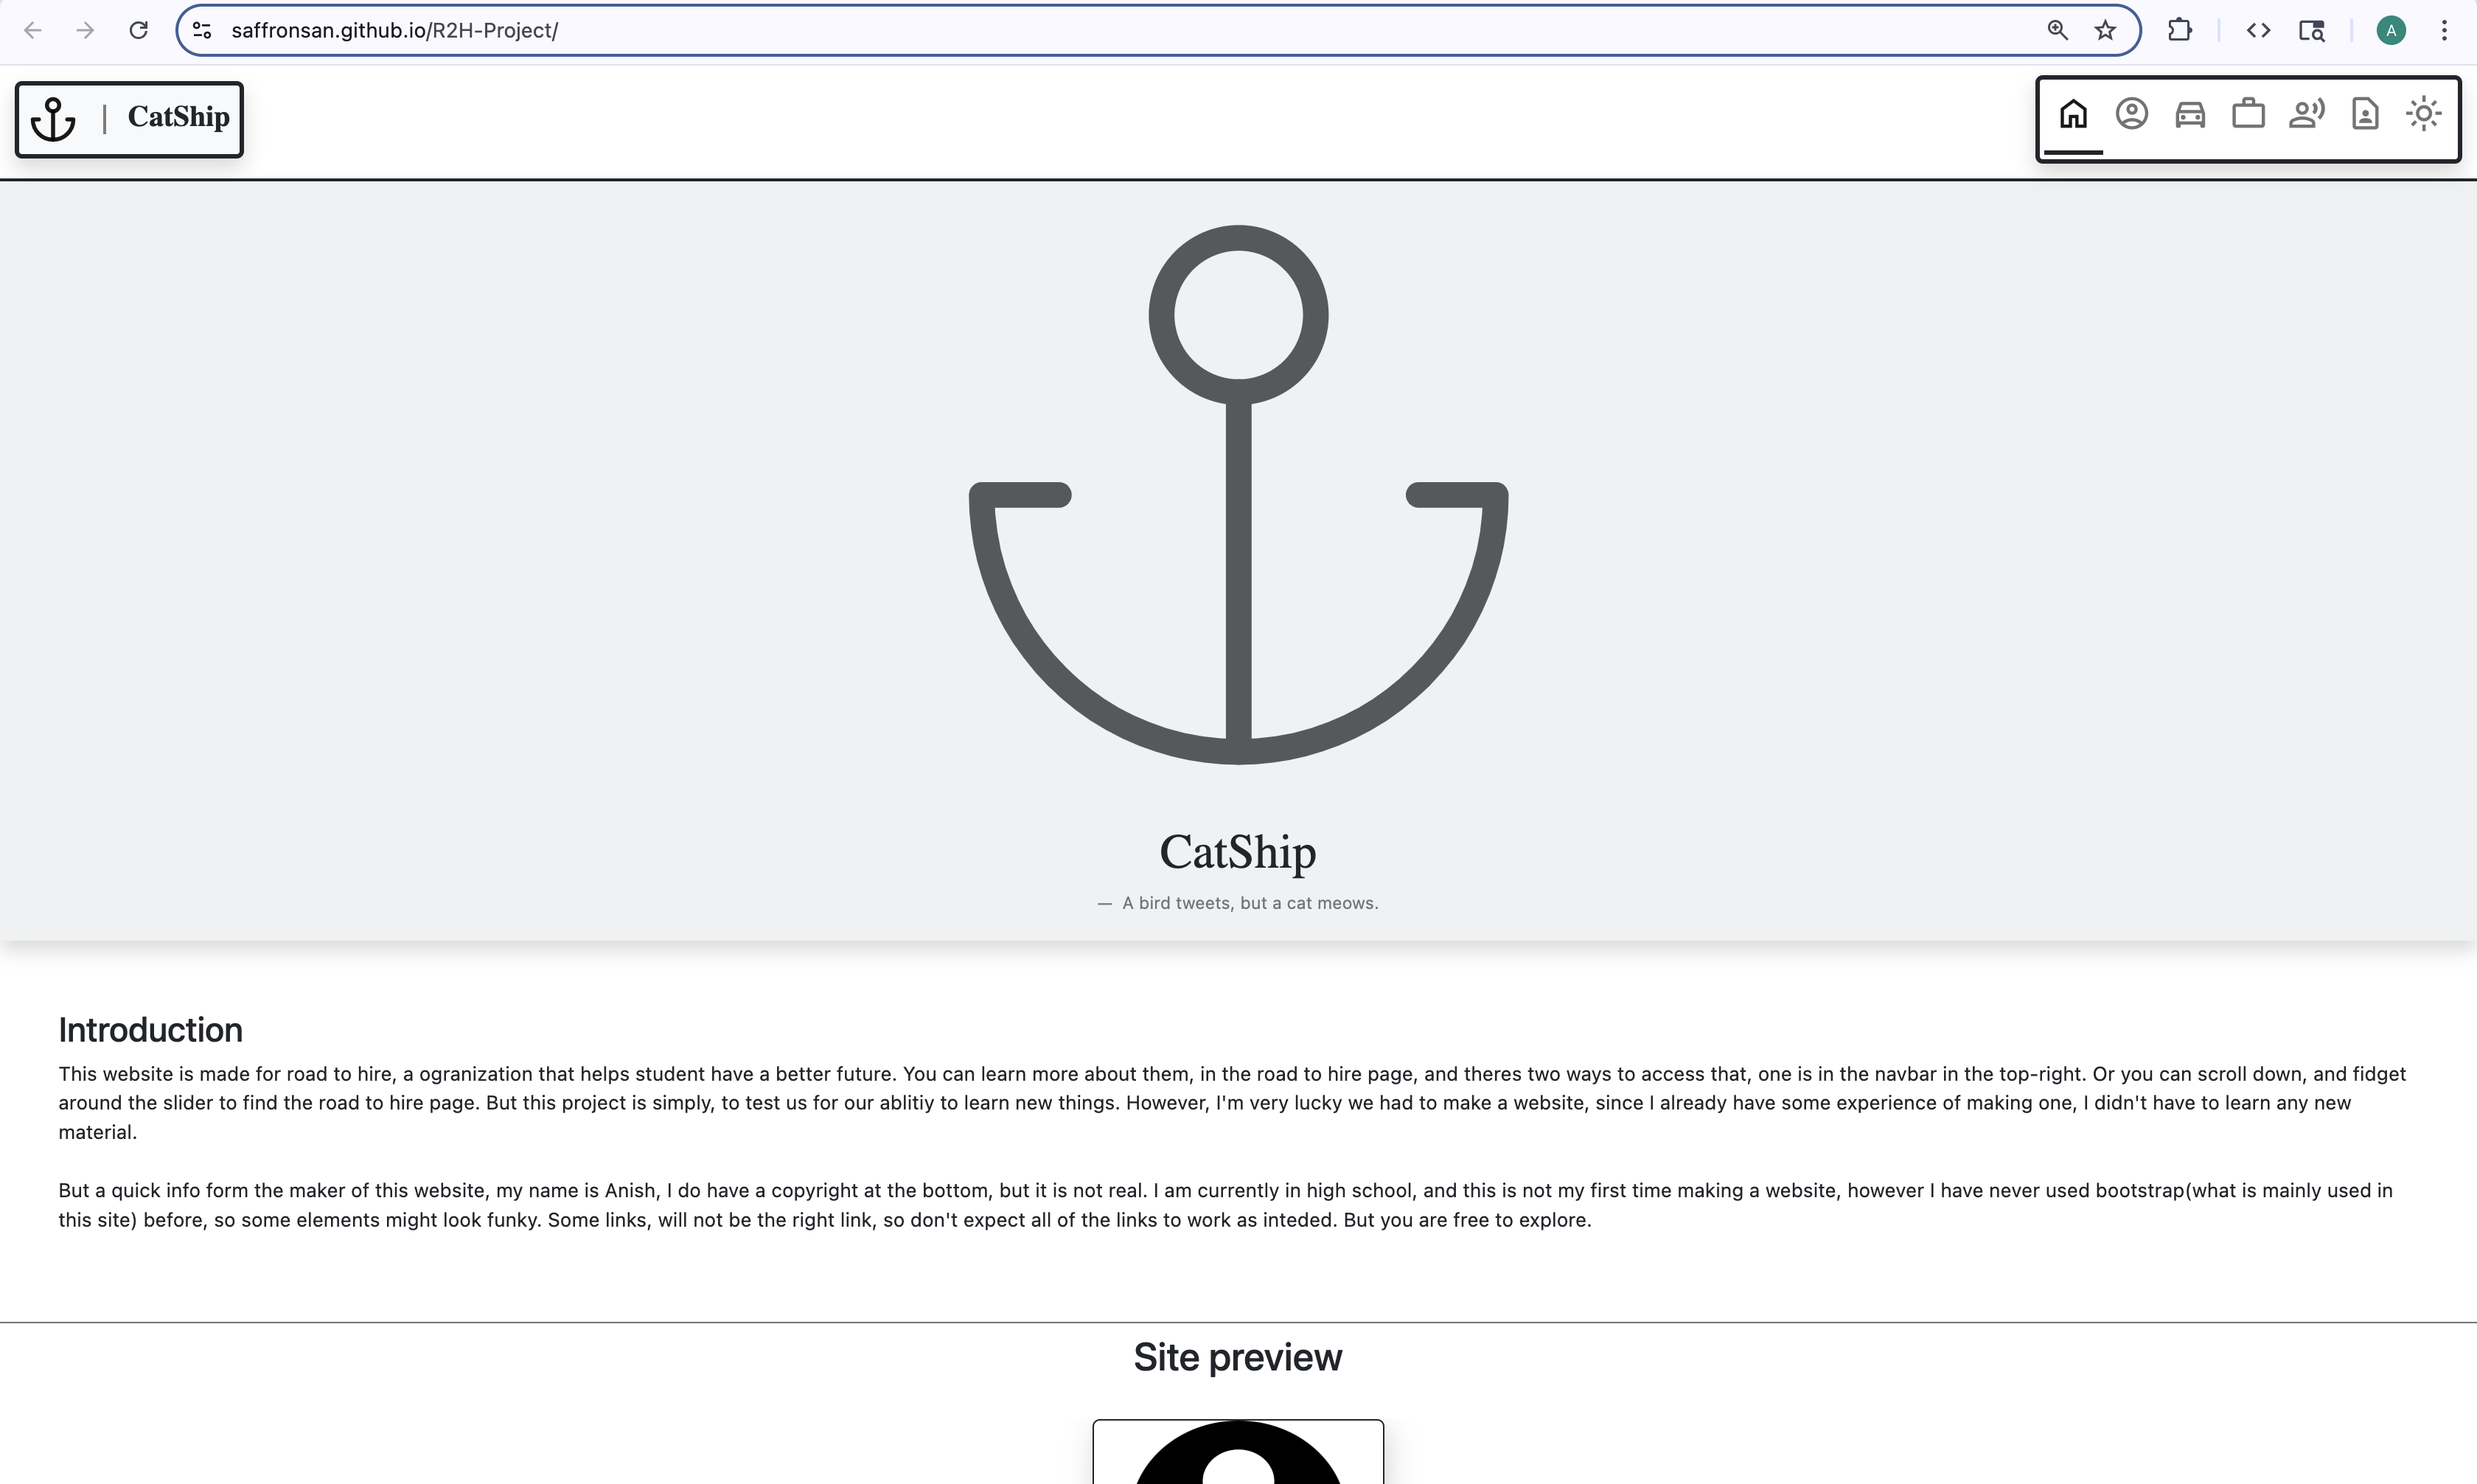 saffronsan.github.io/R2H-Project/
A
| CatShip
CatShip
— A bird tweets, but a cat meows.
Introduction
This website is made for road to hire, a ogranization that helps student have a better future. You can learn more about them, in the road to hire page, and theres two ways to access that, one is in the navbar in the top-right. Or you can scroll down, and fidget
around the slider to find the road to hire page. But this project is simply, to test us for our ablitiy to learn new things. However, I'm very lucky we had to make a website, since I already have some experience of making one, I didn't have to learn any new
material.
But a quick info form the maker of this website, my name is Anish, I do have a copyright at the bottom, but it is not real. I am currently in high school, and this is not my first time making a website, however I have never used bootstrap(what is mainly used in
this site) before, so some elements might look funky. Some links, will not be the right link, so don't expect all of the links to work as inteded. But you are free to explore.
Site preview